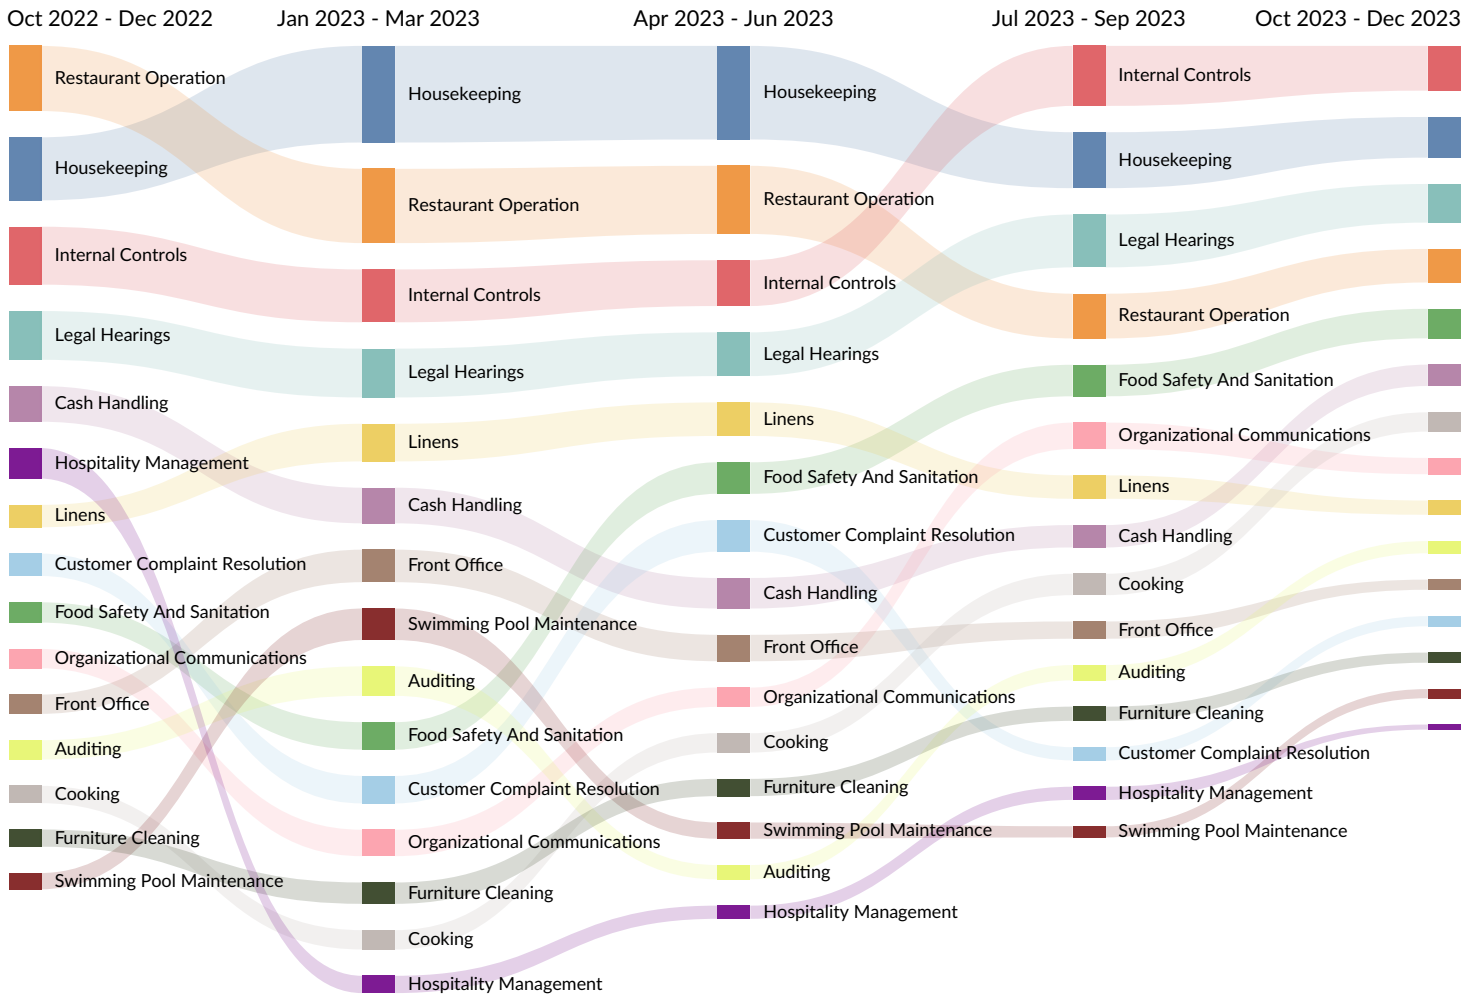 Oct 2022 - Dec 2022
Jan 2023 - Mar 2023
Apr 2023 - Jun 2023
Jul 2023 - Sep 2023
Oct 2023 - Dec 2023
Restaurant Operation
Housekeeping
Internal Controls
Legal Hearings
Cash Handling
Hospitality Management
Linens
Customer Complaint Resolution
Food Safety And Sanitation
Organizational Communications
Front Office
Auditing
Cooking
Furniture Cleaning
Swimming Pool Maintenance
Housekeeping
Restaurant Operation
Internal Controls
Legal Hearings
Linens
Cash Handling
Front Office
Swimming Pool Maintenance
Auditing
Food Safety And Sanitation
Customer Complaint Resolution
Organizational Communications
Furniture Cleaning
Cooking
Hospitality Management
Housekeeping
Restaurant Operation
Internal Controls
Legal Hearings
Linens
Food Safety And Sanitation
Customer Complaint Resolution
Cash Handling
Front Office
Organizational Communications
Cooking
Furniture Cleaning
Swimming Pool Maintenance
Auditing
Hospitality Management
Internal Controls
Housekeeping
Legal Hearings
Restaurant Operation
Food Safety And Sanitation
Organizational Communications
Linens
Cash Handling
Cooking
Front Office
Auditing
Furniture Cleaning
Customer Complaint Resolution
Hospitality Management
Swimming Pool Maintenance